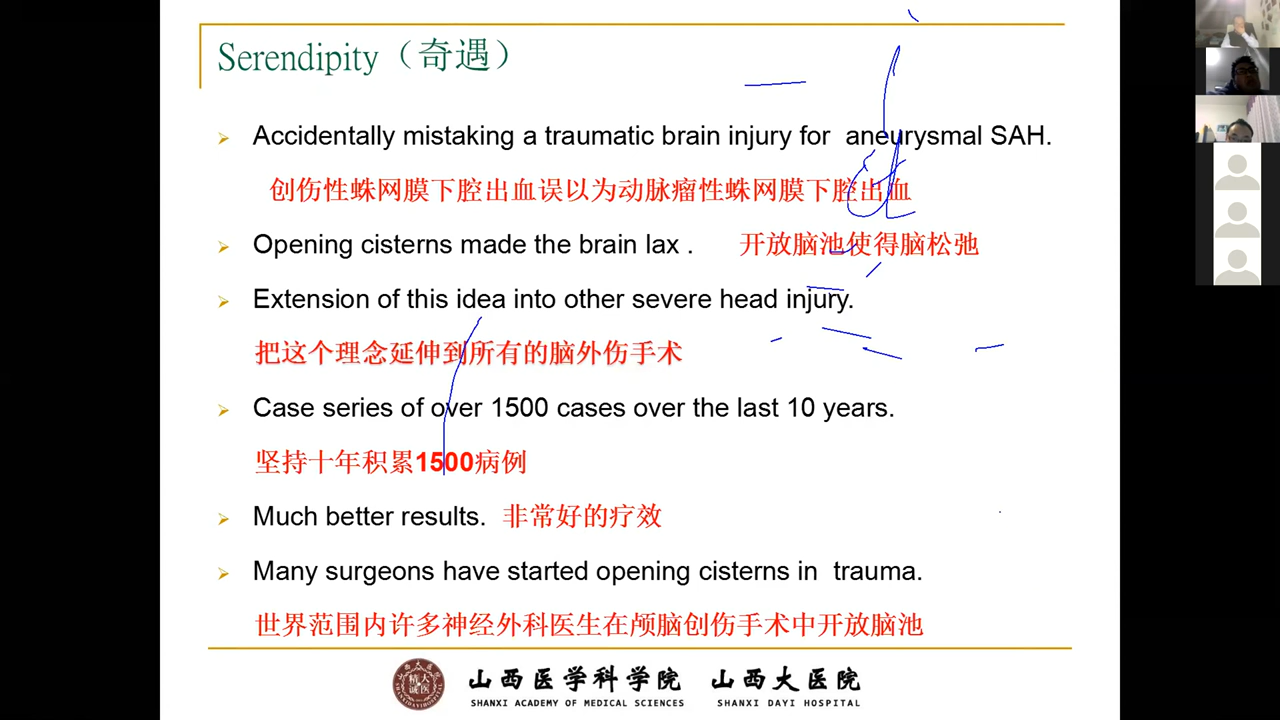 Serendipity（奇遇）
Accidentally mistaking a traumatic brain injury for aneurysmal SAH.
创伤性蛛网膜下腔出血误以为动脉瘤性蛛网膜下腔出血
Opening cisterns made the brain lax . 开放脑池使得脑松弛
Extension of this idea into other severe head injury.
把这个理念延伸到所有的脑外伤手术
Case series of over 1500 cases over the last 10 years.
坚持十年积累1500病例
Much better results. 非常好的疗效
Many surgeons have started opening cisterns in trauma.
世界范围内许多神经外科医生在颅脑创伤手术中开放脑池
山西医学科学院 山西大医院
SHANXI ACADEMY OF MEDICAL SCIENCES SHANXI DAYI HOSPITAL